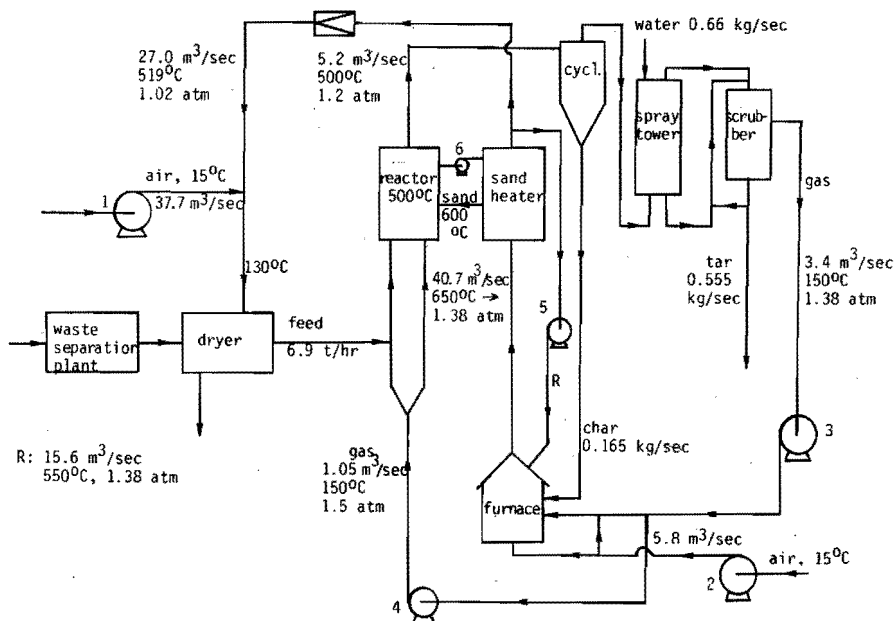 27.0 m³/sec
519°C
1.02 atm
5.2 m³/sec
500°C
1.2 atm
cycl.
water 0.66 kg/sec
spray
tower
scrub-
ber
gas
air, 15°C
37.7 m³/sec
1
reactor
500°C
6
sand
600
°C
sand
heater
130°C
40.7 m³/sec
650°C →
1.38 atm
tar
0.555
kg/sec
3.4 m³/sec
150°C
1.38 atm
waste
separation
plant
dryer
feed
6.9 t/hr
5
R
R: 15.6 m³/sec
550°C, 1.38 atm
gas
1.05 m³/sec
150°C
1.5 atm
char
0.165 kg/sec
3
furnace
5.8 m³/sec
air, 15°C
2
4